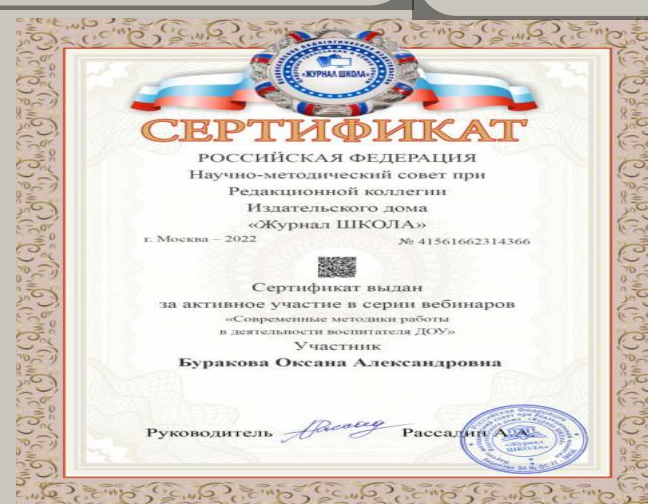 «ЖУРНАЛ ШКОЛА»
СЕРТИФИКАТ
РОССИЙСКАЯ ФЕДЕРАЦИЯ
Научно-методический совет при
Редакционной коллегии
Издательского дома
«Журнал ШКОЛА»
г. Москва – 2022 № 41561662314366
Сертификат выдан
за активное участие в серии вебинаров
«Современные методики работы
в деятельности воспитателя ДОУ»
Участник
Буракова Оксана Александровна
Руководитель Рассадин А.А.